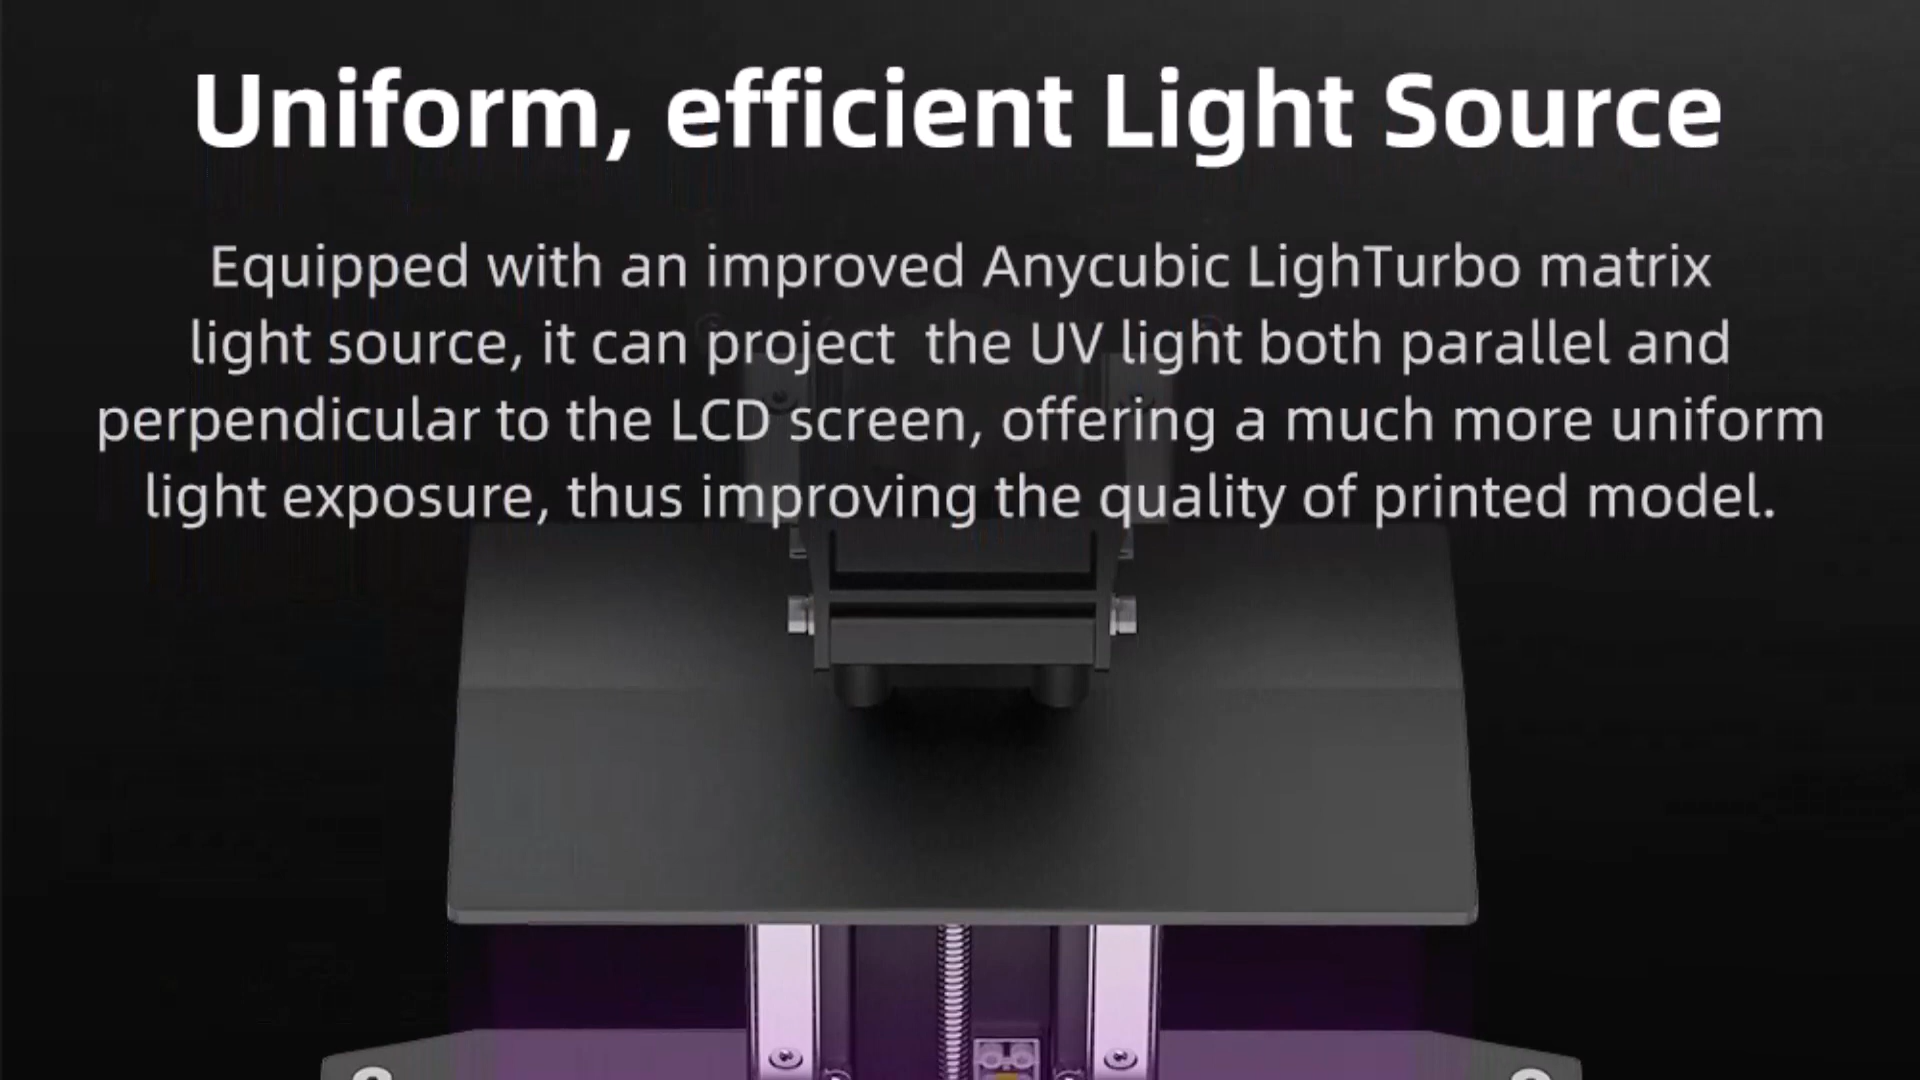 Uniform, efficient Light Source
Equipped with an improved Anycubic LighTurbo matrix
light source, it can project  the UV light both parallel and
perpendicular to the LCD screen, offering a much more uniform
light exposure, thus improving the quality of printed model.